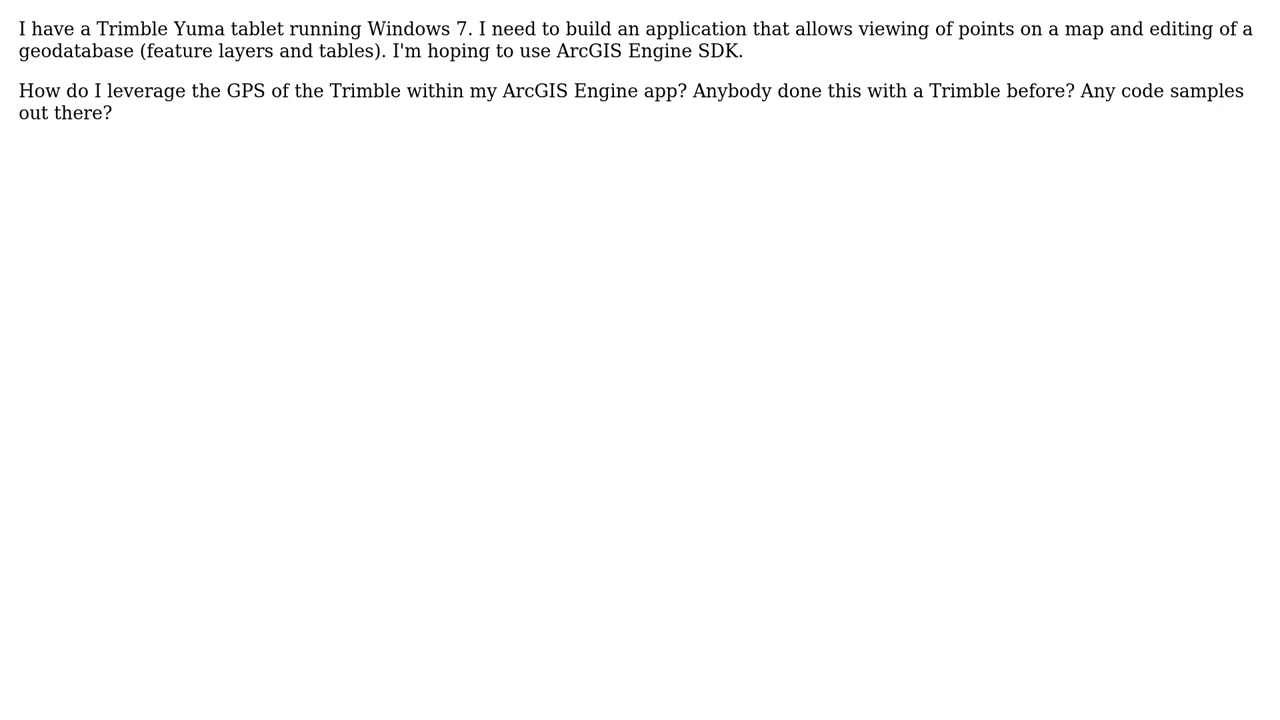 I have a Trimble Yuma tablet running Windows 7. I need to build an application that allows viewing of points on a map and editing of a
geodatabase (feature layers and tables). I'm hoping to use ArcGIS Engine SDK.
How do I leverage the GPS of the Trimble within my ArcGIS Engine app? Anybody done this with a Trimble before? Any code samples
out there?